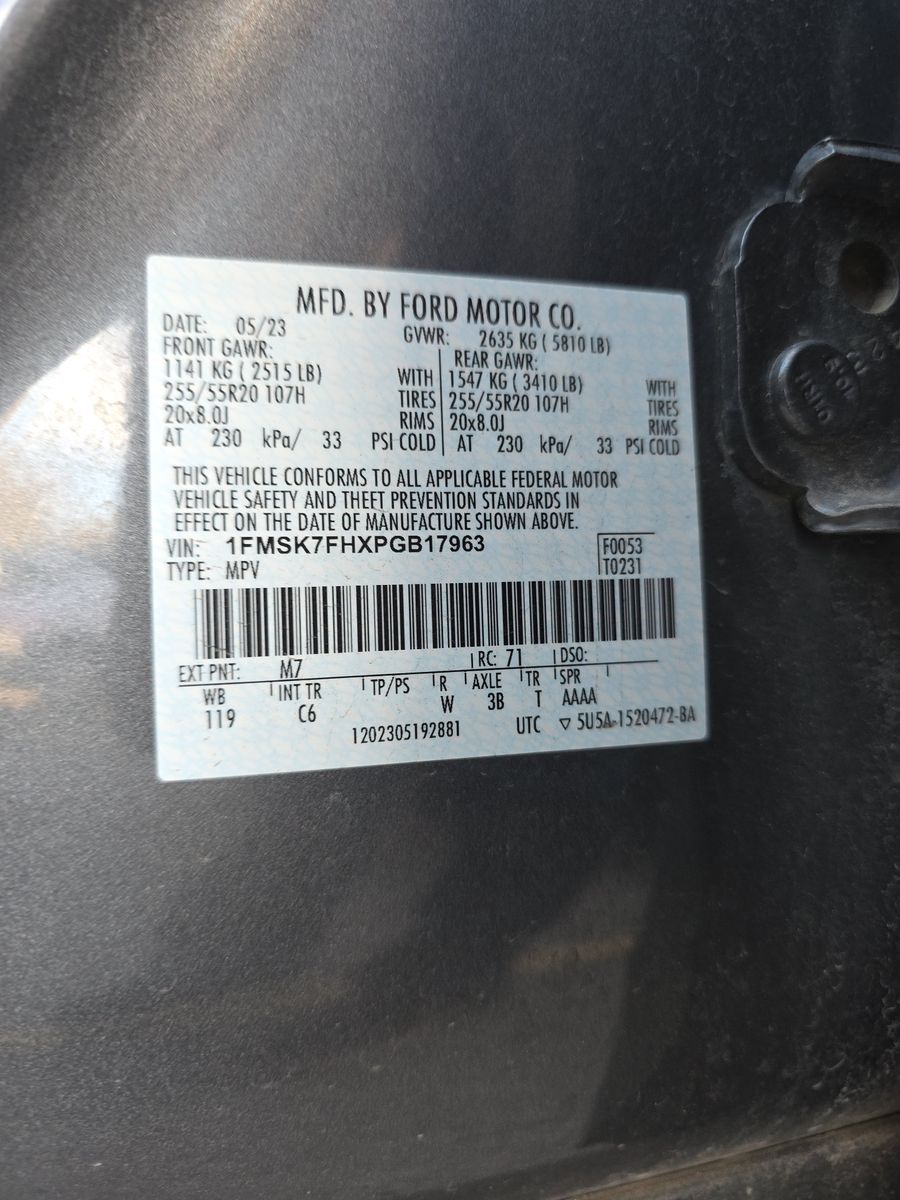 MFD. BY FORD MOTOR CO.
DATE: 05/23 GVWR: 2635 KG ( 5810 LB)
FRONT GAWR: REAR GAWR:
1141 KG ( 2515 LB) WITH 1547 KG ( 3410 LB) WITH
255/55R20 107H TIRES 255/55R20 107H TIRES
20x8.0J RIMS 20x8.0J RIMS
AT 230 kPa/ 33 PSI COLD AT 230 kPa/ 33 PSI COLD
THIS VEHICLE CONFORMS TO ALL APPLICABLE FEDERAL MOTOR
VEHICLE SAFETY AND THEFT PREVENTION STANDARDS IN
EFFECT ON THE DATE OF MANUFACTURE SHOWN ABOVE.
VIN: 1FMSK7FHXPGB17963 F0053
TYPE: MPV T0231
EXT PNT: M7 RC: 71 DSO:
WB INT TR TP/PS R AXLE TR SPR
119 C6 W 3B T AAAA
1202305192881 UTC ▽ 5U5A-1520472-BA